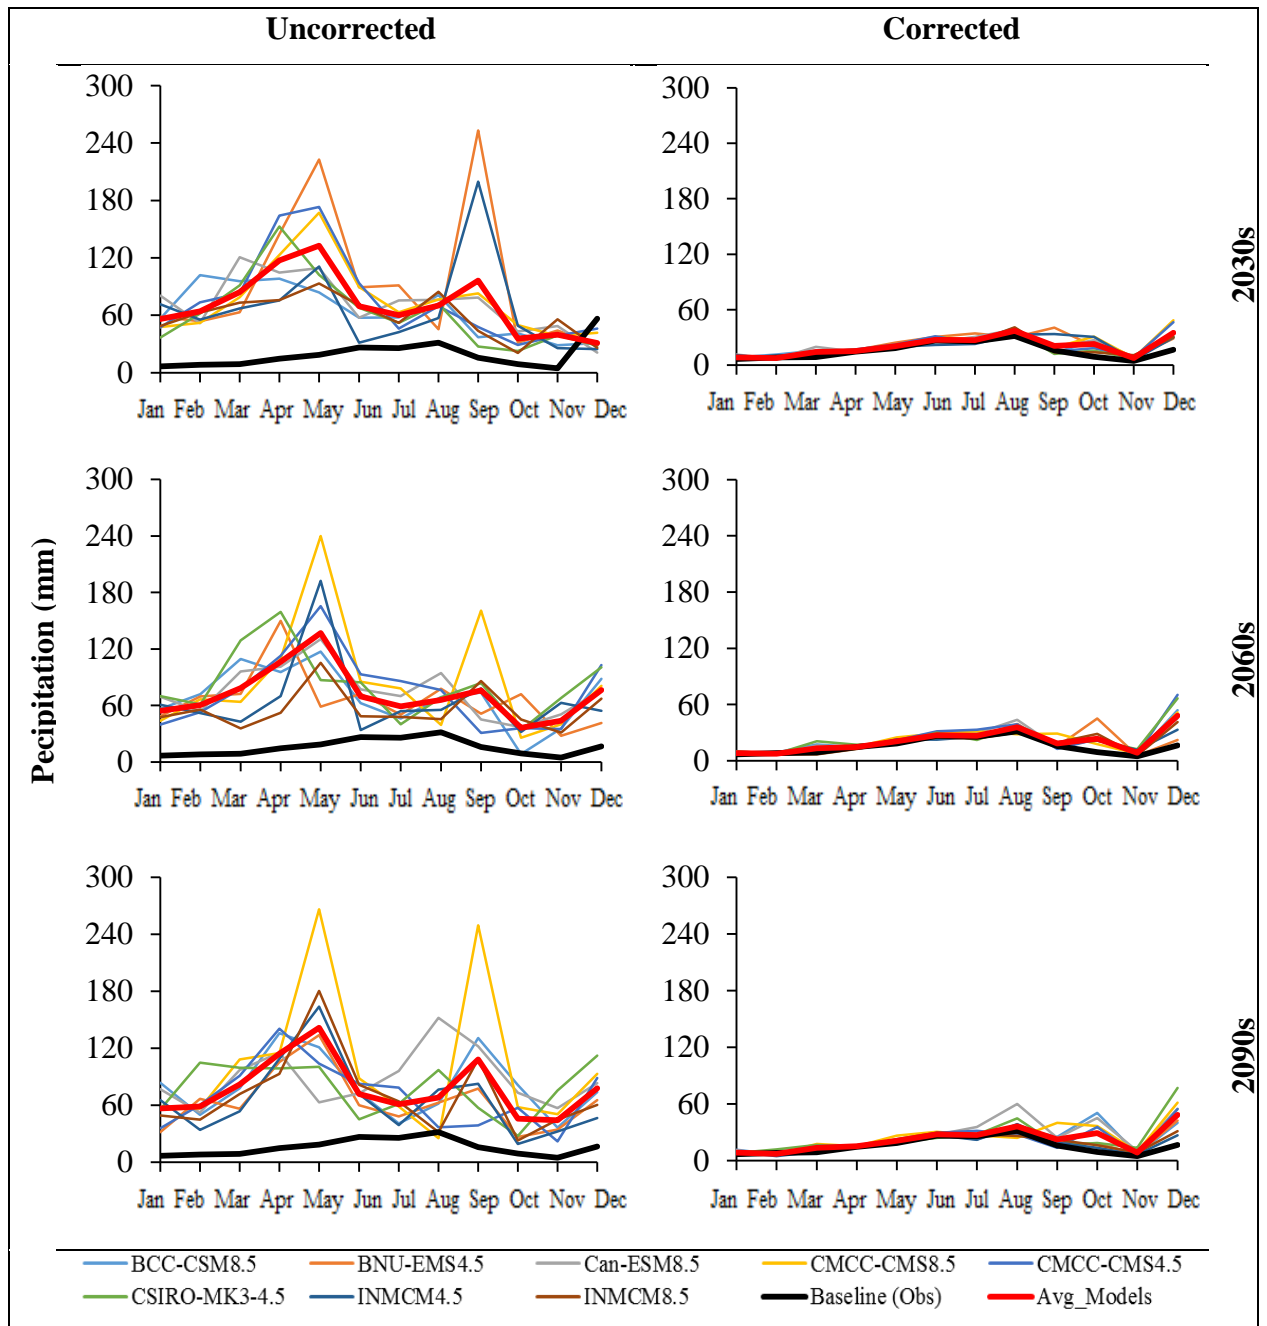 Uncorrected Corrected
300
240
180
120
60
0
Jan Feb Mar Apr May Jun Jul Aug Sep Oct Nov Dec
300
240
180
120
60
0
Jan Feb Mar Apr May Jun Jul Aug Sep Oct Nov Dec
2030s
Pecipitation (mm)
300
240
180
120
60
0
Jan Feb Mar Apr May Jun Jul Aug Sep Oct Nov Dec
300
240
180
120
60
0
Jan Feb Mar Apr May Jun Jul Aug Sep Oct Nov Dec
2060s
300
240
180
120
60
0
Jan Feb Mar Apr May Jun Jul Aug Sep Oct Nov Dec
300
240
180
120
60
0
Jan Feb Mar Apr May Jun Jul Aug Sep Oct Nov Dec
2090s
BCC-CSM8.5 BNU-EMS4.5 Can-ESM8.5 CMCC-CMS8.5 CMCC-CMS4.5
CSIRO-MK3-4.5 INMCM4.5 INMCM8.5 Baseline (Obs) Avg_Models